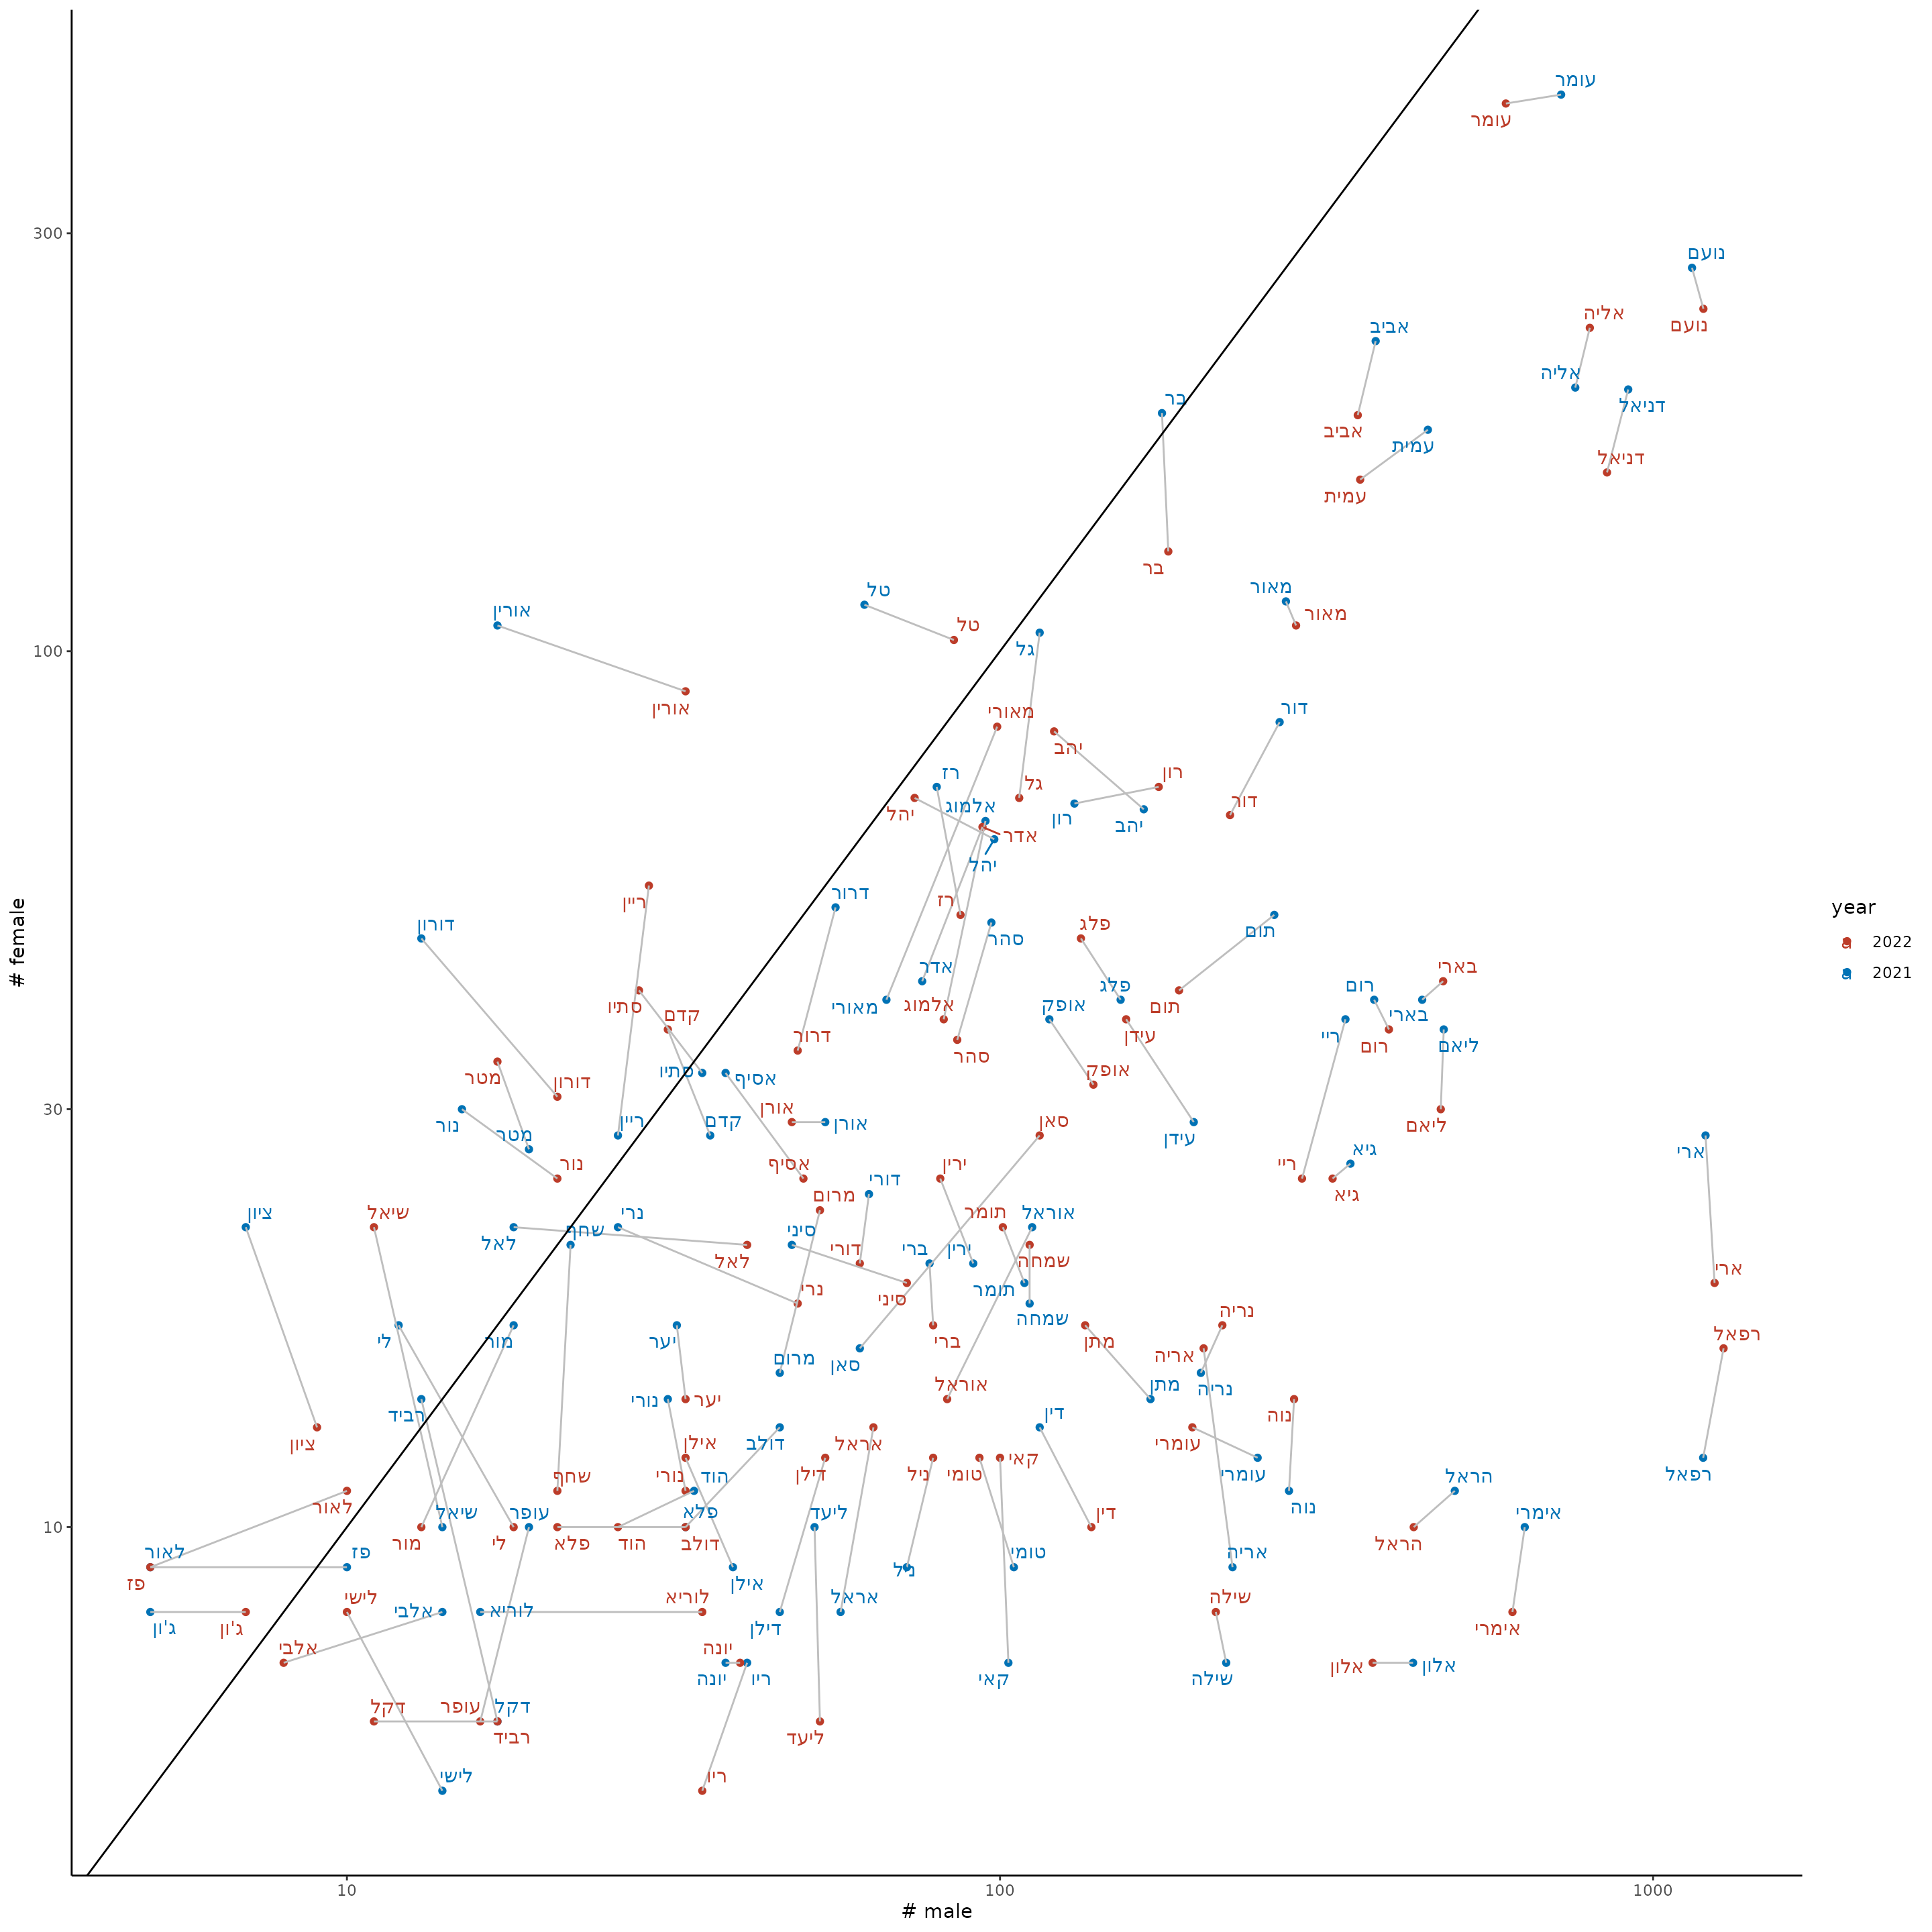 עומר
עומר
300
נועם
אליה
נועם
אביב
אליה
דניאל
בר
אביב
עמית
דניאל
עמית
בר
טל
מאור
אורין
מאור
טל
100
גל
אורין
דור
מאורי
יהב
רון
רז
גל
דור
אלמוג
יהל
רון
יהב
אדר
יהל
דרור
ריין
רז
פלג
דורון
תום
סהר
אדר
בארי
רום
פלג
סתיו
מאורי
אלמוג
אופק
תום
בארי
קדם
ריי
עידן
דרור
רום
ליאם
סהר
סתיו
אופק
אסיף
מטר
דורון
אורן
30
קדם
ריין
אורן
סאן
נור
ליאם
מטר
עידן
גיא
ארי
נור
אסיף
ירין
ריי
דורי
גיא
מרום
ציון
שיאל
נרי
תומר
אוראל
שחף
סיני
לאל
דורי
ברי
ירין
לאל
שמחה
ארי
נרי
תומר
סיני
נריה
שמחה
לי
מור
יער
ברי
מתן
רפאל
אריה
מרום
סאן
אוראל
מתן
נריה
יער
נורי
רביד
דין
נוה
ציון
דולב
אילן
אראל
עומרי
קאי
שחף
נורי
הוד
דילן
ניל
טומי
עומרי
הראל
רפאל
לאור
נוה
שיאל
עופר
פלא
ליעד
דין
אימרי
10
מור
לי
פלא
הוד
דולב
הראל
לאור
פז
טומי
אריה
פז
אילן
ניל
לישי
לוריא
אראל
שילה
אלבי
לוריא
ג'ון
ג'ון
דילן
אימרי
אלבי
יונה
יונה
ריו
קאי
שילה
אלון
אלון
דקל
עופר
דקל
רביד
ליעד
לישי
ריו
10
100
1000
# male
# female
year
2022
2021